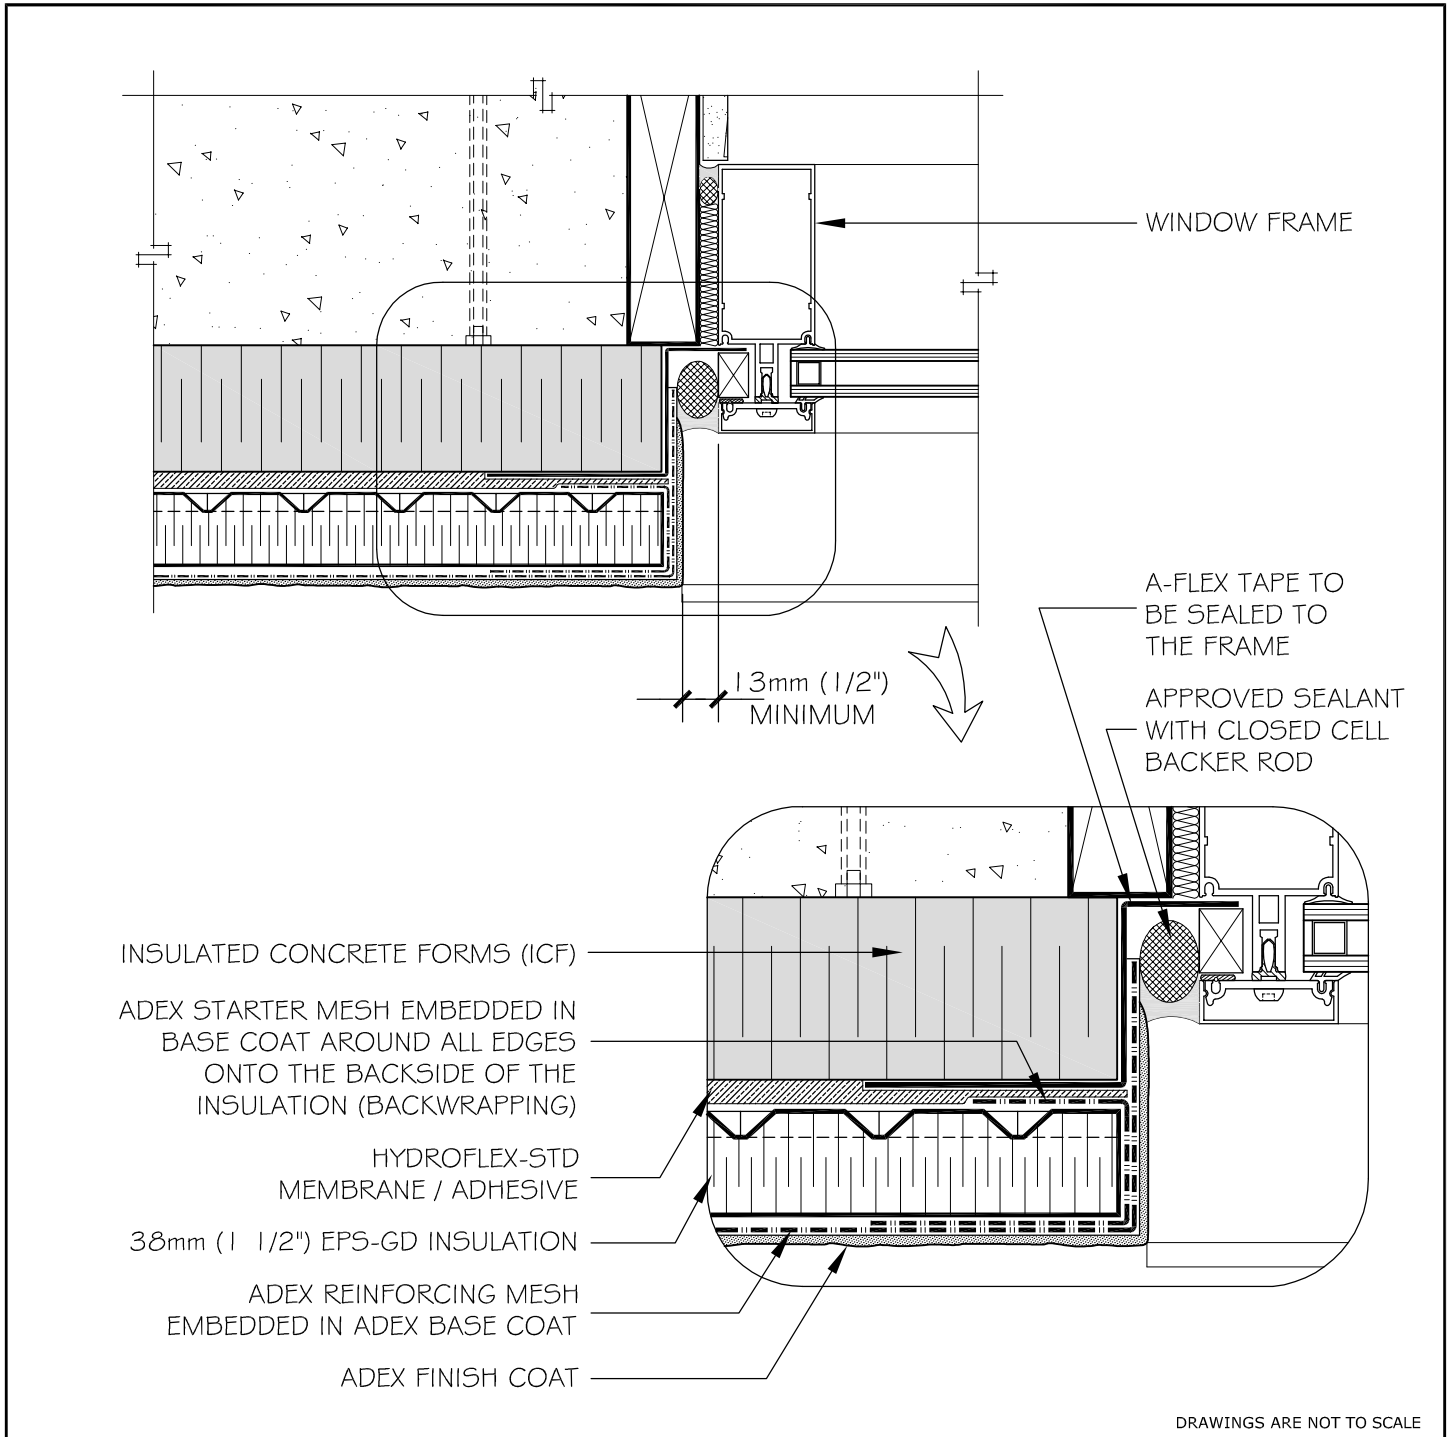 WINDOW FRAME
A-FLEX TAPE TO
BE SEALED TO
THE FRAME
13mm (1/2")
MINIMUM
APPROVED SEALANT
WITH CLOSED CELL
BACKER ROD
INSULATED CONCRETE FORMS (ICF)
ADEX STARTER MESH EMBEDDED IN
BASE COAT AROUND ALL EDGES
ONTO THE BACKSIDE OF THE
INSULATION (BACKWRAPPING)
HYDROFLEX-STD
MEMBRANE / ADHESIVE
38mm (1 1/2") EPS-GD INSULATION
ADEX REINFORCING MESH
EMBEDDED IN ADEX BASE COAT
ADEX FINISH COAT
DRAWINGS ARE NOT TO SCALE